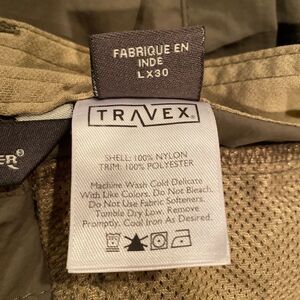 FABRIQUE EN
INDE
LX30
TRAVEX®
SHELL: 100% NYLON
TRIM: 100% POLYESTER
Machine Wash Cold Delicate
With Like Colors. Do Not Bleach.
Do Not Use Fabric Softeners.
Tumble Dry Low. Remove
Promptly. Cool Iron As Desired.